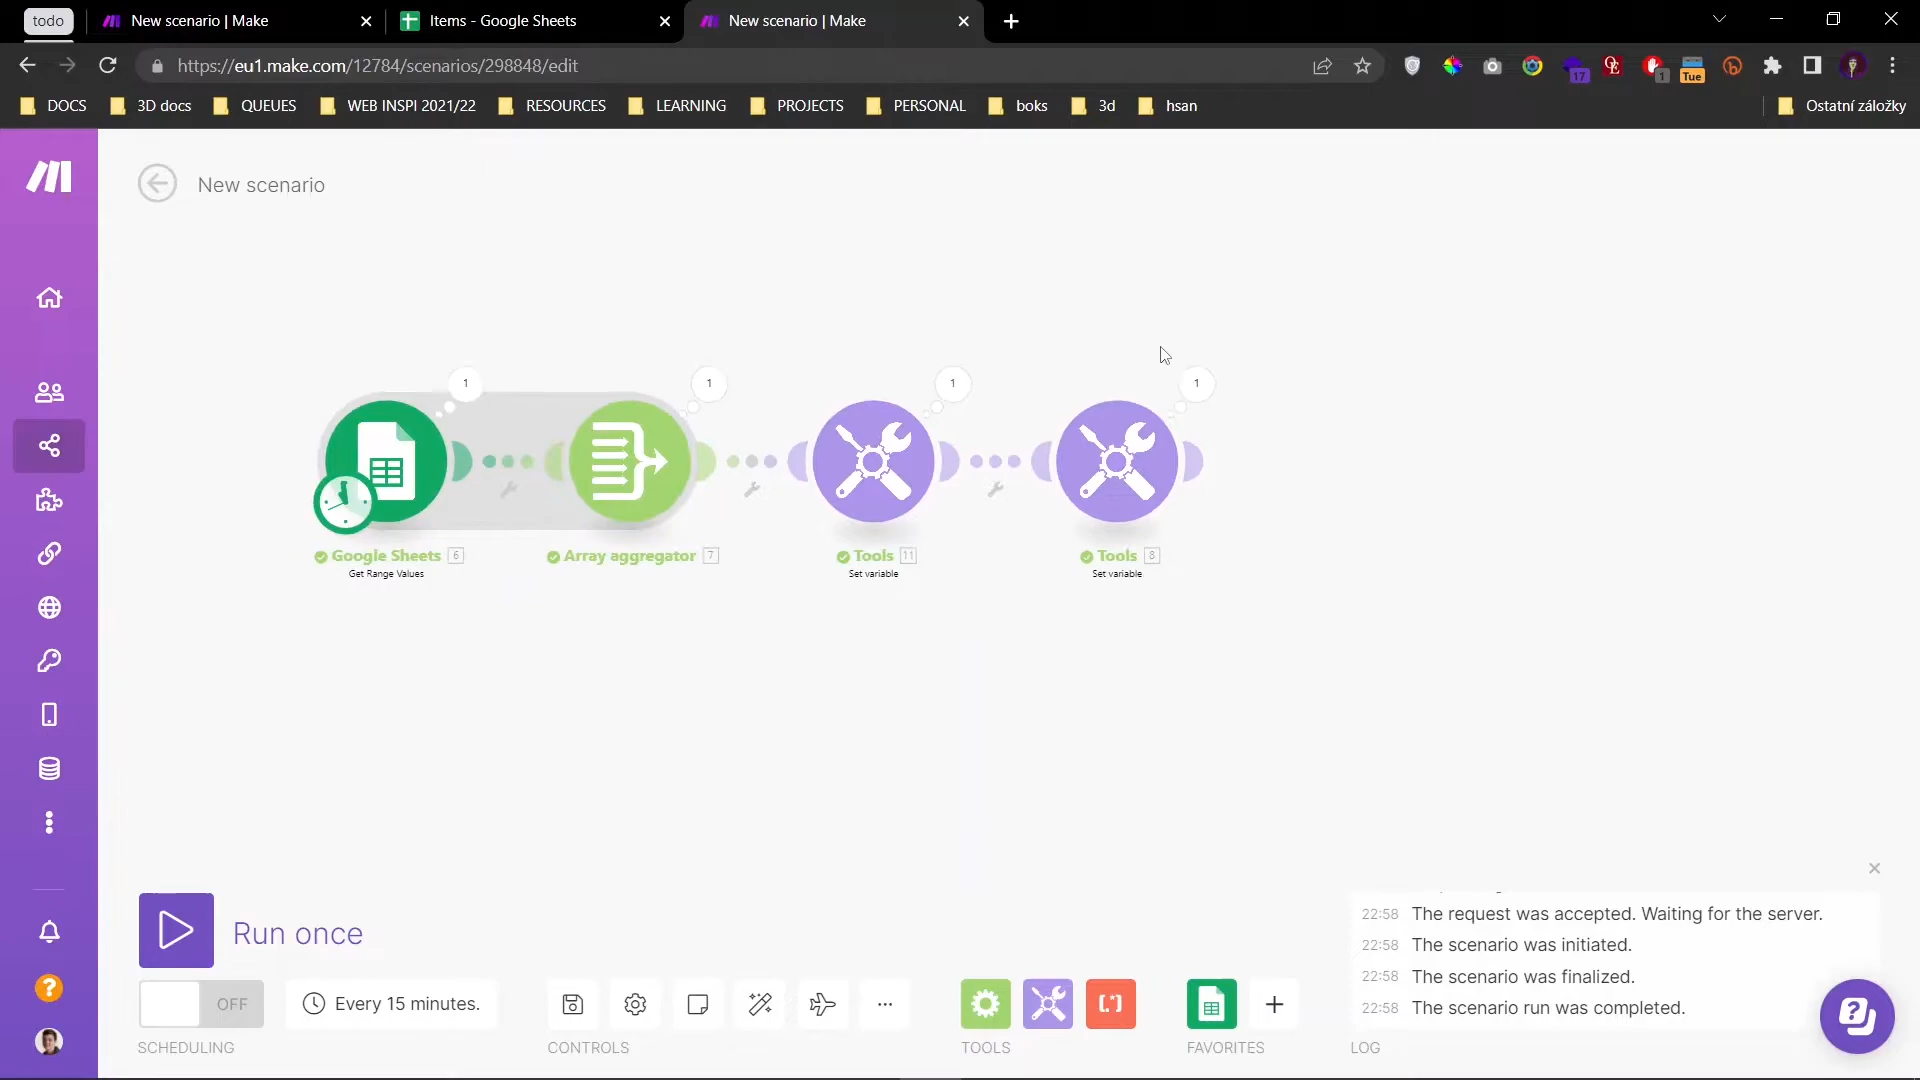 todo
New scenario | Make
Items - Google Sheets
New scenario | Make
https://eu1.make.com/12784/scenarios/298848/edit
17
1
Tue
DOCS
3D docs
QUEUES
WEB INSPI 2021/22
RESOURCES
LEARNING
PROJECTS
PERSONAL
boks
3d
hsan
Ostatní záložky
New scenario
1
1
1
1
Google Sheets 6
Get Range Values
Array aggregator 7
Tools 11
Set variable
Tools 8
Set variable
Run once
OFF
Every 15 minutes.
SCHEDULING
CONTROLS
TOOLS
FAVORITES
22:58 The request was accepted. Waiting for the server.
22:58 The scenario was initiated.
22:58 The scenario was finalized.
22:58 The scenario run was completed.
LOG